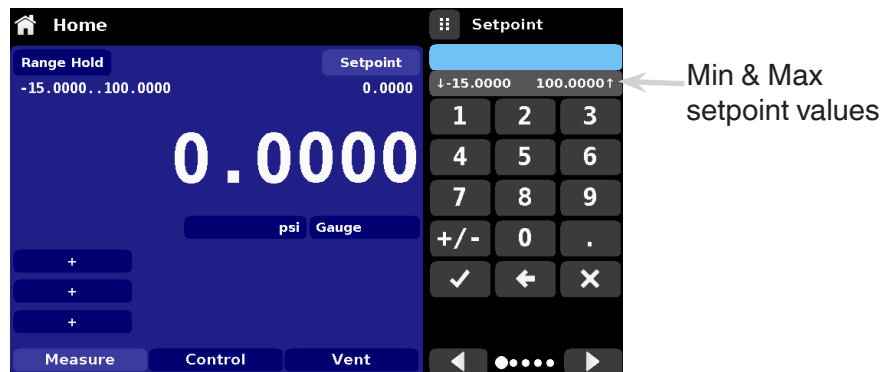 Home
Setpoint
Range Hold
Setpoint
-15.0000..100.0000
0.0000
0.0000
psi
Gauge
+
+
+
Measure
Control
Vent
↓-15.0000 100.0000↑
1 2 3
4 5 6
7 8 9
+/- 0 .
Min & Max
setpoint values